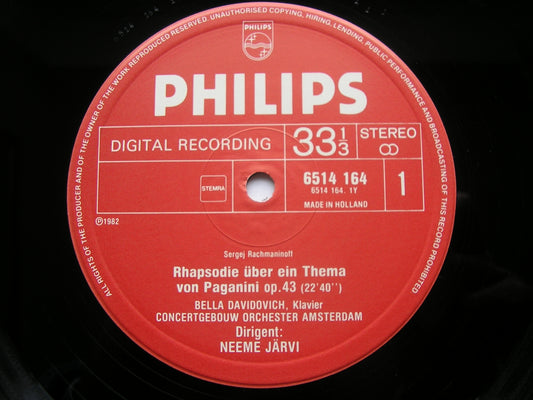 ALL RIGHTS OF THE PRODUCER AND OF THE OWNER OF THE WORK REPRODUCED RESERVED. UNAUTHORISED COPYING, HIRING, LENDING, PUBLIC PERFORMANCE AND BROADCASTING OF THIS RECORD PROHIBITED
PHILIPS
PHILIPS
DIGITAL RECORDING
33 1/3
STEREO
STEMRA
6514 164
6514 164.1Y
MADE IN HOLLAND
1
℗1982
Sergej Rachmaninoff
Rhapsodie über ein Thema
von Paganini op.43 (22'40'')
BELLA DAVIDOVICH, Klavier
CONCERTGEBOUW ORCHESTER AMSTERDAM
Dirigent:
NEEME JÄRVI